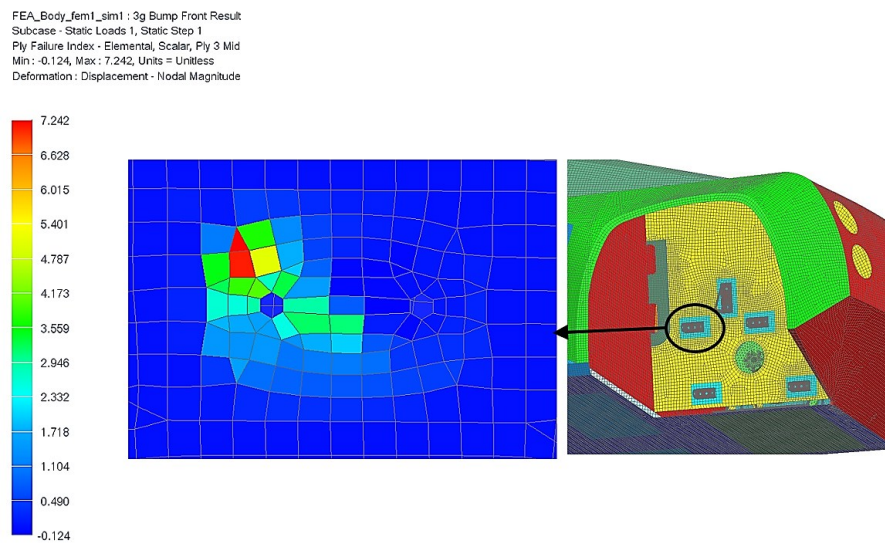 FEA_Body_fem1_sim1 : 3g Bump Front Result
Subcase - Static Loads 1, Static Step 1
Ply Failure Index - Elemental, Scalar, Ply 3 Mid
Min : -0.124, Max : 7.242, Units = Unitless
Deformation : Displacement - Nodal Magnitude
7.242
6.628
6.015
5.401
4.787
4.173
3.559
2.946
2.332
1.718
1.104
0.490
-0.124